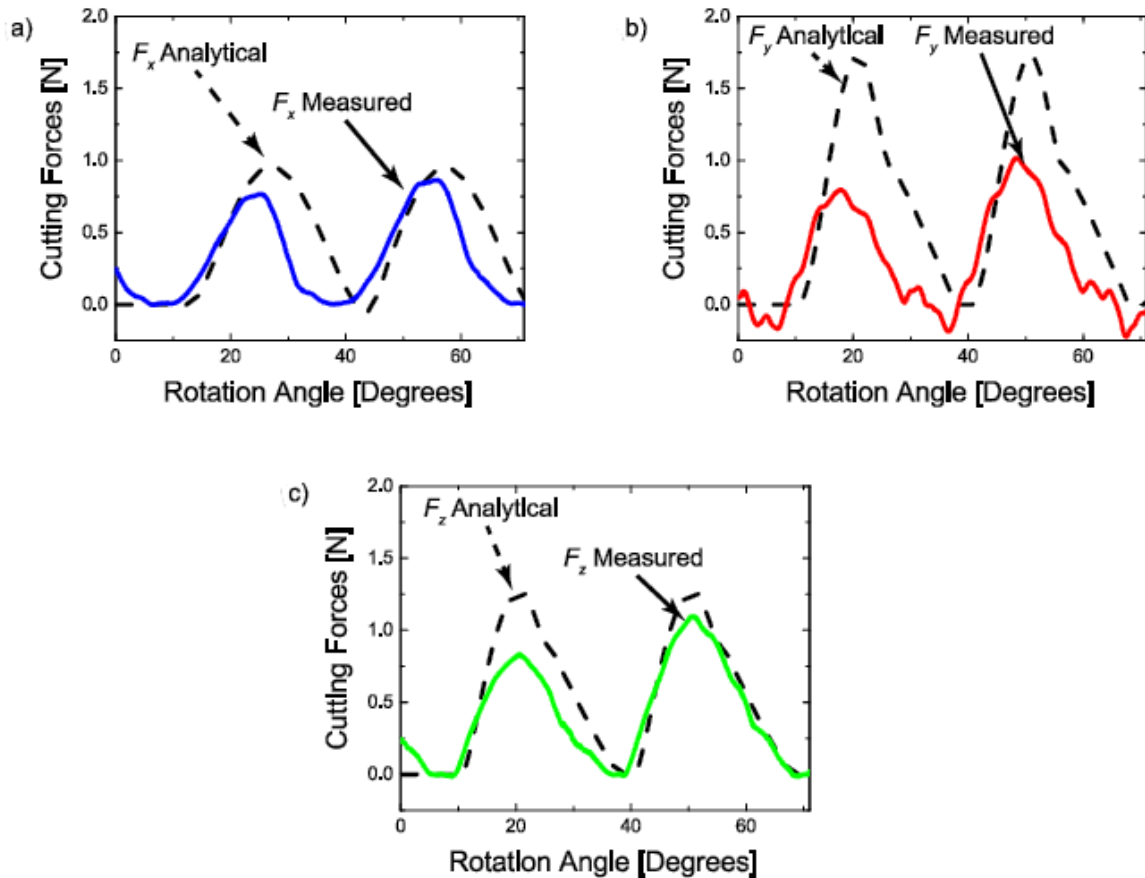 a)
2.0
1.5
1.0
0.5
0.0
Cutting Forces [N]
Fx Analytical
Fx Measured
0 20 40 60
Rotation Angle [Degrees]
b)
2.0
1.5
1.0
0.5
0.0
Cutting Forces [N]
Fy Analytical
Fy Measured
0 20 40 60
Rotation Angle [Degrees]
c)
2.0
1.5
1.0
0.5
0.0
Cutting Forces [N]
Fz Analytical
Fz Measured
0 20 40 60
Rotation Angle [Degrees]